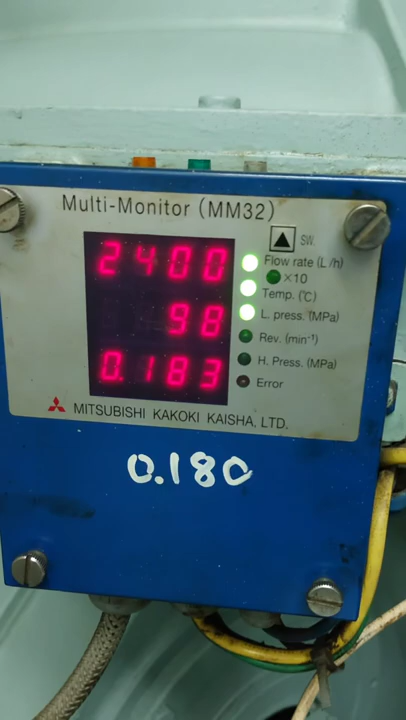 Multi-Monitor (MM32)
SW.
2400
Flow rate (L/h)
×10
98
Temp. (℃)
L. press. (MPa)
Rev. (min⁻¹)
0.183
H. Press. (MPa)
Error
MITSUBISHI KAKOKI KAISHA, LTD.
0.180